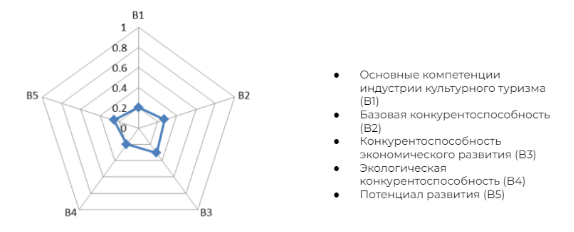 B1
1
0.8
0.6
0.4
0.2
0
B2
B3
B4
B5
● Основные компетенции
индустрии культурного туризма
(B1)
● Базовая конкурентоспособность
(B2)
● Конкурентоспособность
экономического развития (B3)
● Экологическая
конкурентоспособность (B4)
● Потенциал развития (B5)